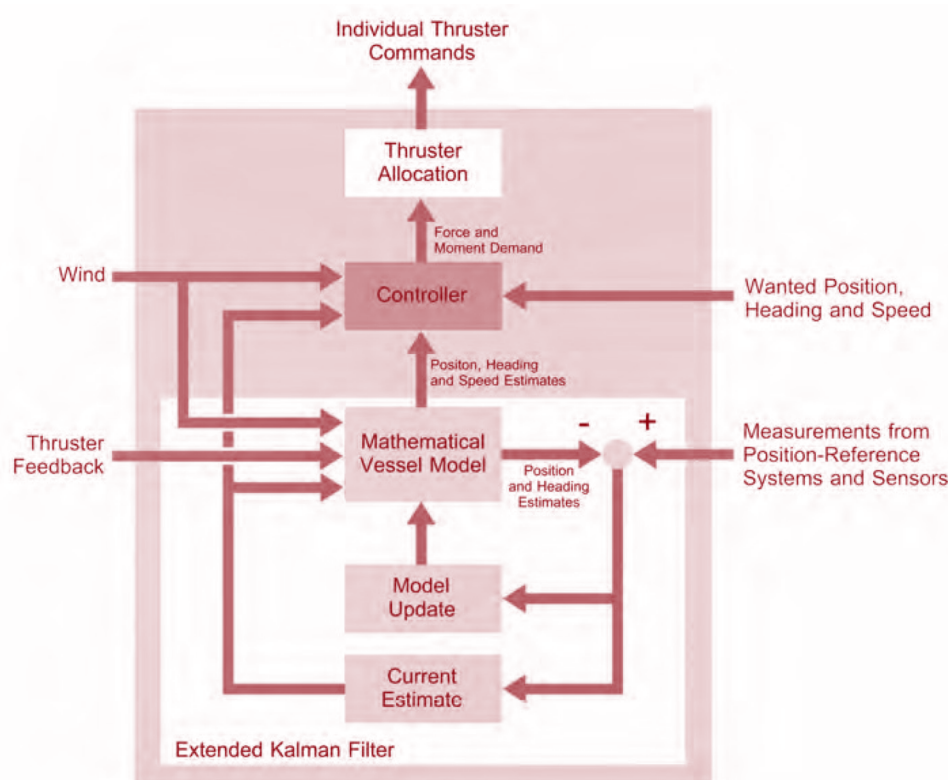 Individual Thruster
Commands
Thruster
Allocation
Force and
Moment Demand
Wind
Controller
Wanted Position,
Heading and Speed
Positon, Heading
and Speed Estimates
-
+
Thruster
Feedback
Mathematical
Vessel Model
Position
and Heading
Estimates
Measurements from
Position-Reference
Systems and Sensors
Model
Update
Current
Estimate
Extended Kalman Filter